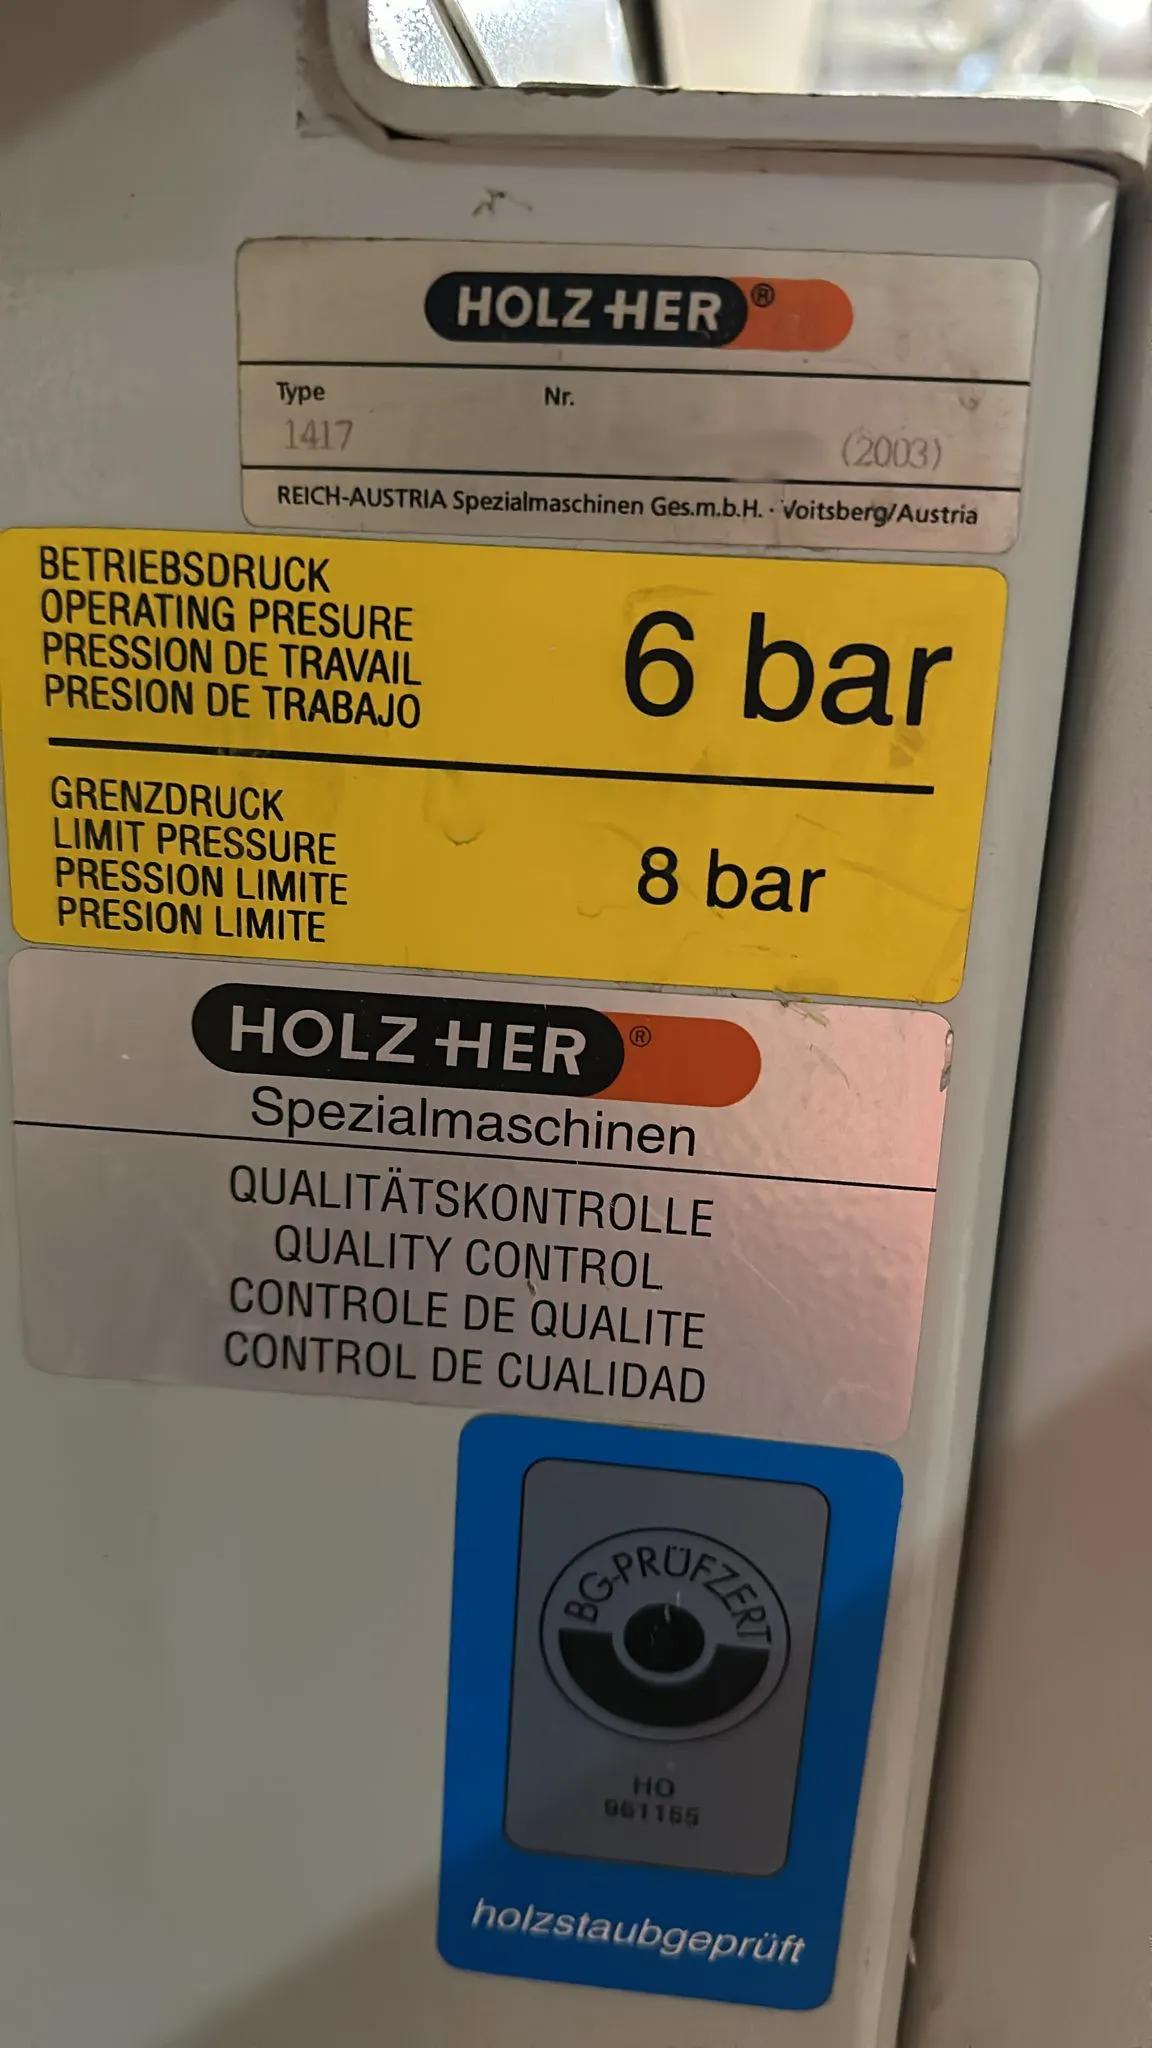 HOLZ-HER®
Type Nr.
1417 (2003)
REICH-AUSTRIA Spezialmaschinen Ges.m.b.H. · Voitsberg/Austria
BETRIEBSDRUCK
OPERATING PRESURE
PRESSION DE TRAVAIL
PRESION DE TRABAJO
6 bar
GRENZDRUCK
LIMIT PRESSURE
PRESSION LIMITE
PRESION LIMITE
8 bar
HOLZ-HER®
Spezialmaschinen
QUALITÄTSKONTROLLE
QUALITY CONTROL
CONTROLE DE QUALITE
CONTROL DE CUALIDAD
BG-PRÜFZERT
HO
961165
holzstaubgeprüft